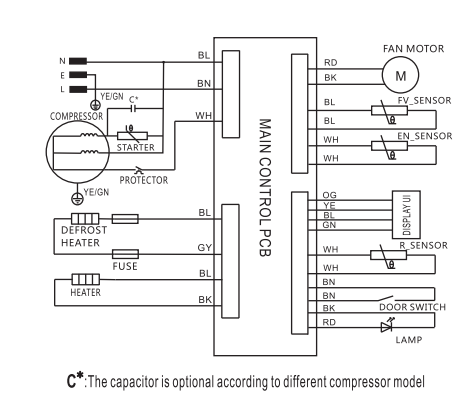 N
E
L
YE/GN
C*
COMPRESSOR
θ
STARTER
PROTECTOR
YE/GN
DEFROST
HEATER
FUSE
HEATER
BL
BN
WH
BL
GY
BL
BK
MAIN CONTROL PCB
FAN MOTOR
RD
BK
M
BL
FV_SENSOR
BL
θ
WH
EN_SENSOR
WH
θ
OG
YE
BL
GN
DISPLAY UI
WH
R_SENSOR
WH
θ
BN
BN
DOOR SWITCH
BK
RD
LAMP
C*:The capacitor is optional according to different compressor model